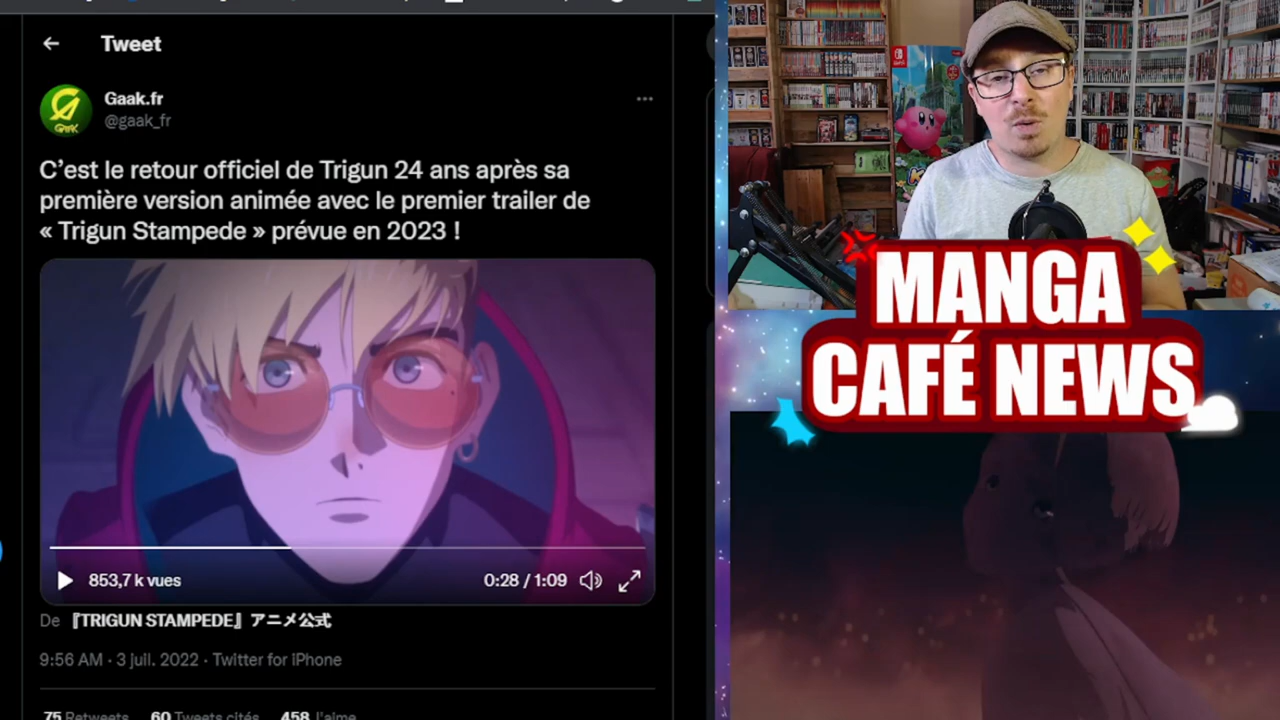 Tweet
Gaak.fr
@gaak_fr
C’est le retour officiel de Trigun 24 ans après sa
première version animée avec le premier trailer de
« Trigun Stampede » prévue en 2023 !
853,7 k vues
0:28 / 1:09
De 『TRIGUN STAMPEDE』 アニメ公式
9:56 AM · 3 juil. 2022 · Twitter for iPhone
75 Retweets 60 Tweets cités 458 J'aime
MANGA
CAFÉ NEWS